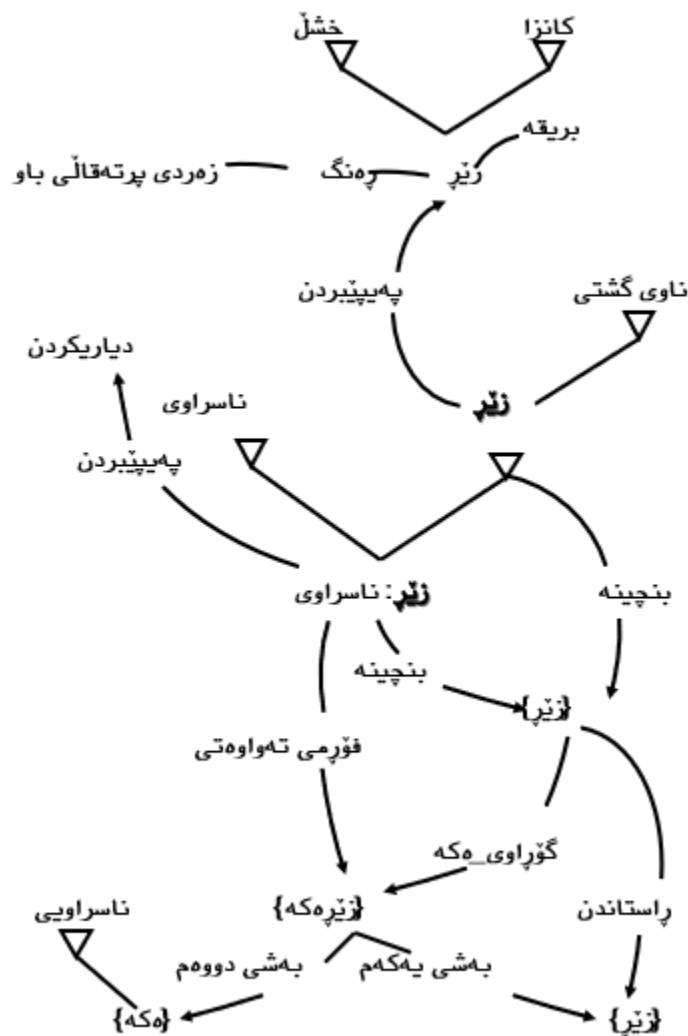 کانزا
خشڵ
بریقە
زێڕ
ڕەنگ
زەردی پرتەقاڵی باو
ناوی گشتی
پەیپێبردن
زێڕ
دیاریکردن
ناسراوی
پەیپێبردن
بنچینە
زێڕ: ناسراوی
بنچینە
{زێڕ}
فۆڕمی تەواوەتی
گۆڕاوی_ەکە
{زێڕەکە}
ڕاستاندن
ناسراویی
بەشی یەکەم
بەشی دووەم
{زێڕ}
{ەکە}